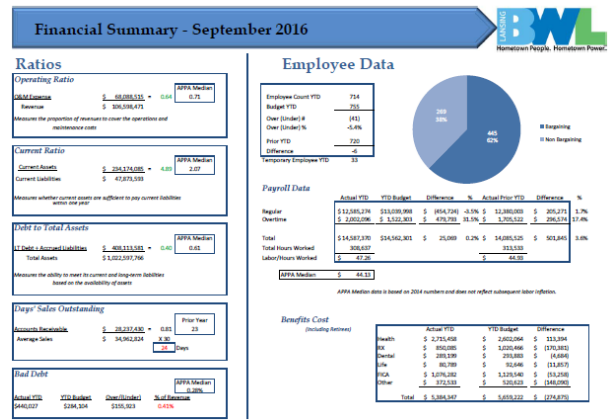 Financial Summary - September 2016
LANSING
BWL
Hometown People. Hometown Power.
Ratios
Operating Ratio
APPA Median
O&M Expense $ 68,088,515 = 0.64 0.71
Revenue $ 106,598,471
Measures the proportion of revenues to cover the operations and
maintenance costs
Current Ratio
APPA Median
Current Assets $ 234,174,085 = 4.89 2.07
Current Liabilities $ 47,873,593
Measures whether current assets are sufficient to pay current liabilities
within one year
Debt to Total Assets
APPA Median
LT Debt + Accrued Liabilities $ 408,113,581 = 0.40 0.61
Total Assets $ 1,022,597,766
Measures the ability to meet its current and long-term liabilities
based on the availability of assets
Days' Sales Outstanding
Prior Year
Accounts Receivable $ 28,237,430 = 0.81 23
Average Sales $ 34,962,824 X 30
24 Days
Bad Debt
APPA Median
0.28%
Actual YTD YTD Budget Over/(Under) % of Revenue
$440,027 $284,104 $155,923 0.41%
Employee Data
Employee Count YTD 714
Budget YTD 755
Over (Under) # (41)
Over (Under) % -5.4%
Prior YTD 720
Difference -6
Temporary Employee YTD 33
269
38%
445
62%
Bargaining
Non Bargaining
Payroll Data
Actual YTD YTD Budget Difference % Actual Prior YTD Difference %
Regular $12,585,274 $13,039,998 $ (454,724) -3.5% $ 12,380,003 $ 205,271 1.7%
Overtime $ 2,002,096 $ 1,522,303 $ 479,793 31.5% $ 1,705,522 $ 296,574 17.4%
Total $14,587,370 $14,562,301 $ 25,069 0.2% $ 14,085,525 $ 501,845 3.6%
Total Hours Worked 308,637 313,533
Labor/Hours Worked $ 47.26 $ 44.93
APPA Median $ 44.13
APPA Median data is based on 2014 numbers and does not reflect subsequent labor inflation.
Benefits Cost
(Including Retirees)
Actual YTD YTD Budget Difference
Health $ 2,715,458 $ 2,602,064 $ 113,394
RX $ 850,085 $ 1,020,466 $ (170,381)
Dental $ 289,199 $ 293,883 $ (4,684)
Life $ 80,789 $ 92,646 $ (11,857)
FICA $ 1,076,282 $ 1,129,540 $ (53,258)
Other $ 372,533 $ 520,623 $ (148,090)
Total $ 5,384,347 $ 5,659,222 $ (274,875)